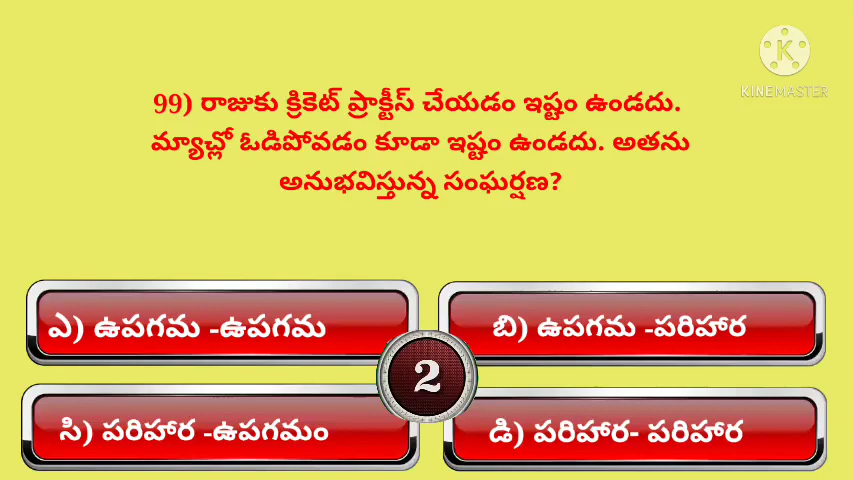 99) రాజుకు క్రికెట్ ప్రాక్టీస్ చేయడం ఇష్టం ఉండదు.
మ్యాచ్లో ఓడిపోవడం కూడా ఇష్టం ఉండదు. అతను
అనుభవిస్తున్న సంఘర్షణ?
KINEMASTER
ఎ) ఉపగమ -ఉపగమ
బి) ఉపగమ -పరిహార
2
సి) పరిహార -ఉపగమం
డి) పరిహార- పరిహార